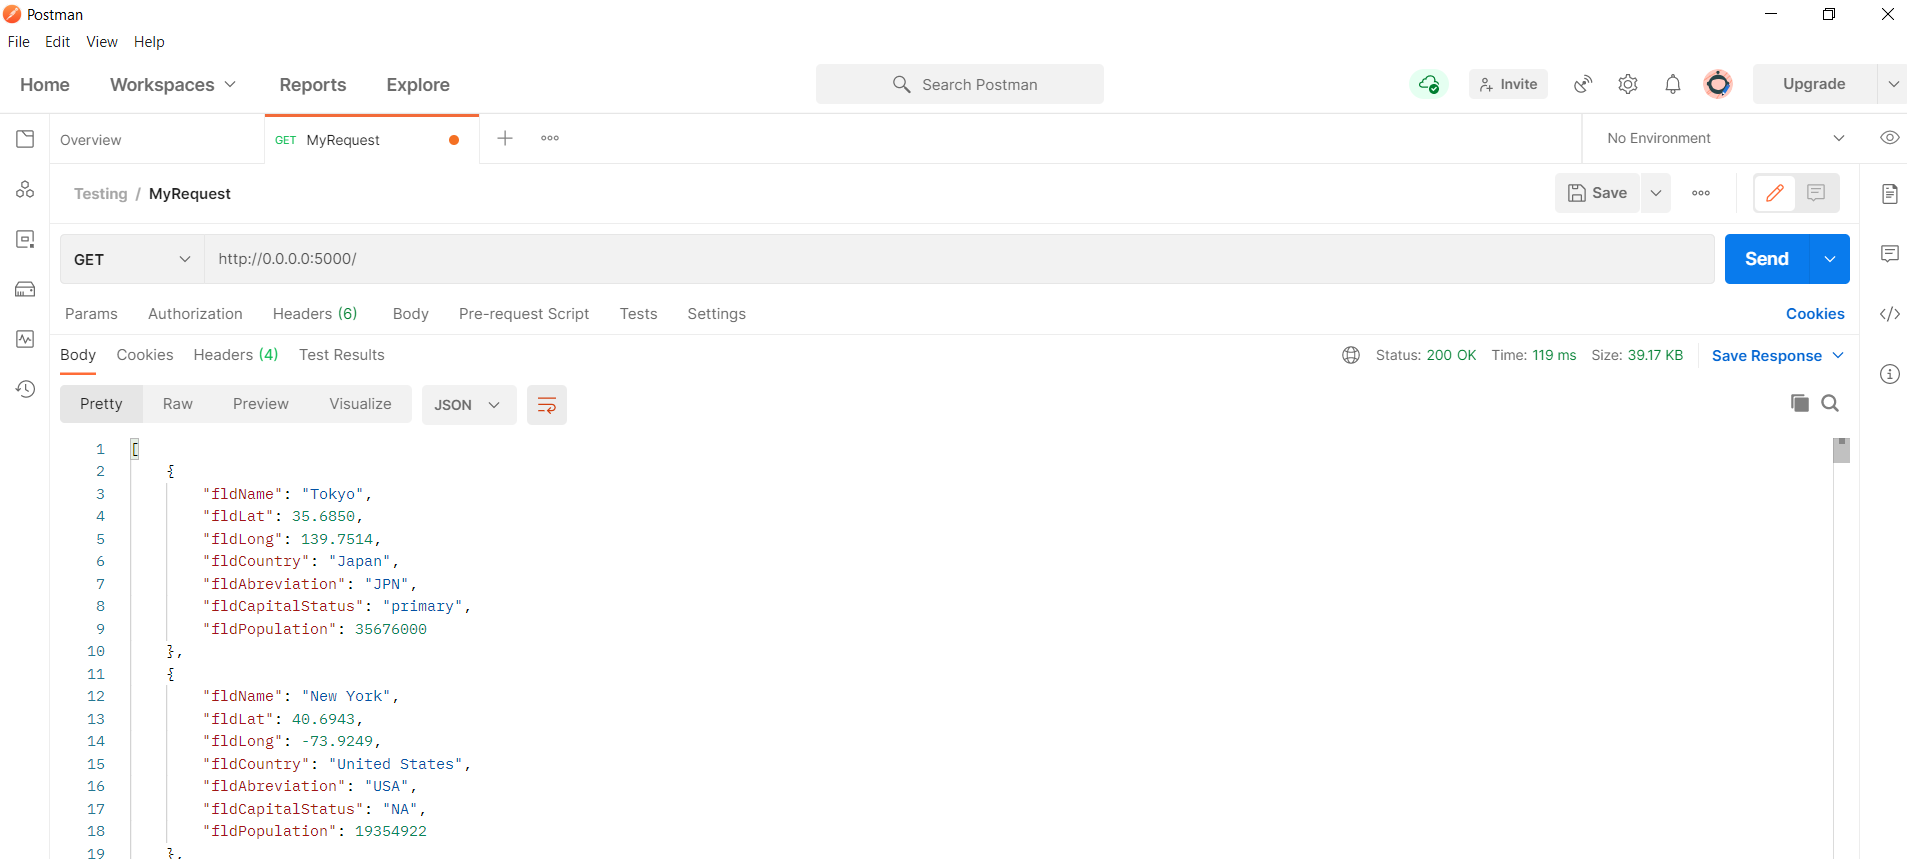 Postman
File Edit View Help
Home Workspaces Reports Explore Search Postman Invite Upgrade
Overview GET MyRequest No Environment
Testing / MyRequest Save
GET http://0.0.0.0:5000/ Send
Params Authorization Headers (6) Body Pre-request Script Tests Settings Cookies
Body Cookies Headers (4) Test Results Status: 200 OK Time: 119 ms Size: 39.17 KB Save Response
Pretty Raw Preview Visualize JSON
1 [
2 {
3 "fldName": "Tokyo",
4 "fldLat": 35.6850,
5 "fldLong": 139.7514,
6 "fldCountry": "Japan",
7 "fldAbreviation": "JPN",
8 "fldCapitalStatus": "primary",
9 "fldPopulation": 35676000
10 },
11 {
12 "fldName": "New York",
13 "fldLat": 40.6943,
14 "fldLong": -73.9249,
15 "fldCountry": "United States",
16 "fldAbreviation": "USA",
17 "fldCapitalStatus": "NA",
18 "fldPopulation": 19354922
19 },